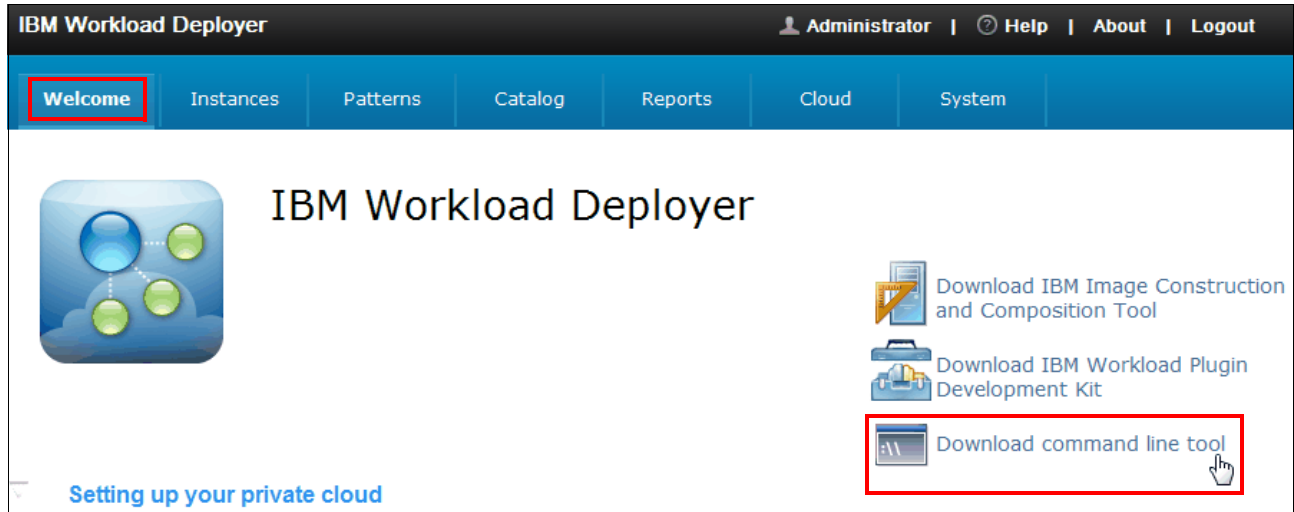 IBM Workload Deployer Administrator | ? Help | About | Logout
Welcome Instances Patterns Catalog Reports Cloud System
IBM Workload Deployer
Download IBM Image Construction
and Composition Tool
Download IBM Workload Plugin
Development Kit
:\\ Download command line tool
Setting up your private cloud